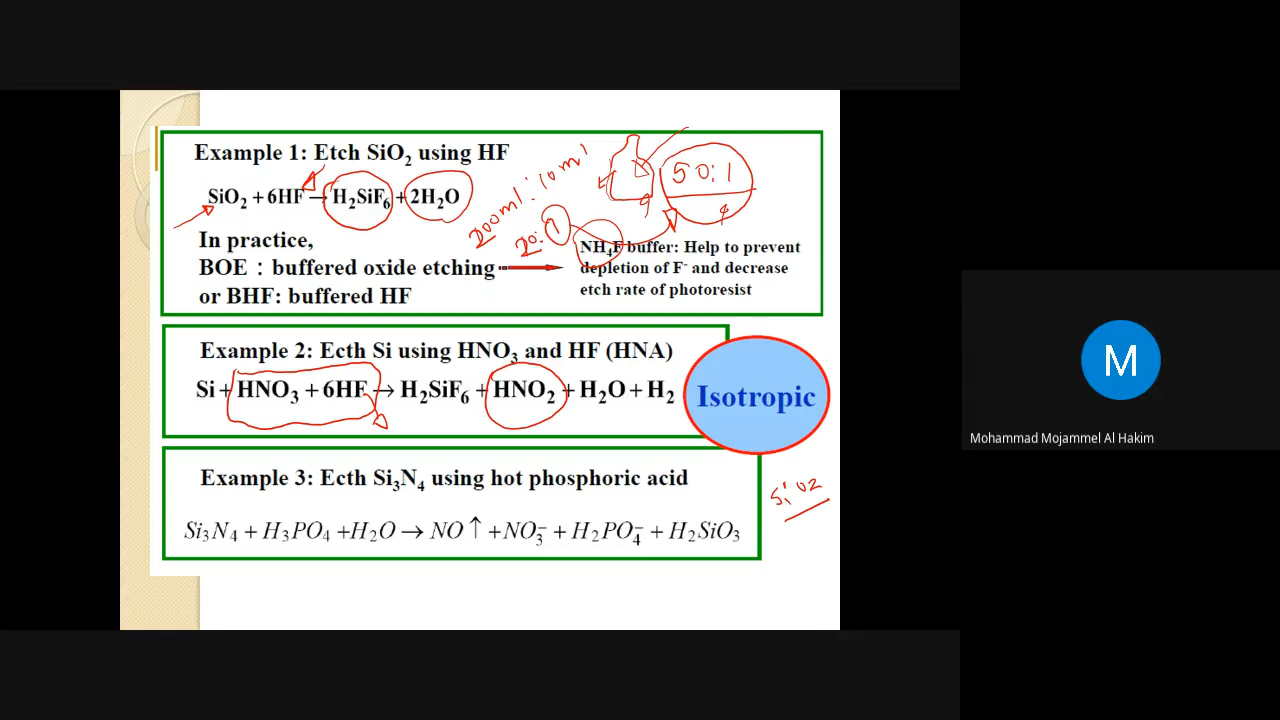 Example 1: Etch SiO₂ using HF
SiO₂ + 6HF → H₂SiF₆ + 2H₂O
200ml:10ml
20:1
50:1
In practice,
BOE : buffered oxide etching
or BHF: buffered HF
NH₄F buffer: Help to prevent
depletion of F⁻ and decrease
etch rate of photoresist
Example 2: Ecth Si using HNO₃ and HF (HNA)
Si + HNO₃ + 6HF → H₂SiF₆ + HNO₂ + H₂O + H₂
Isotropic
Example 3: Ecth Si₃N₄ using hot phosphoric acid
Si₃N₄ + H₃PO₄ + H₂O → NO ↑ + NO₃⁻ + H₂PO₄⁻ + H₂SiO₃
SiO2
M
Mohammad Mojammel Al Hakim